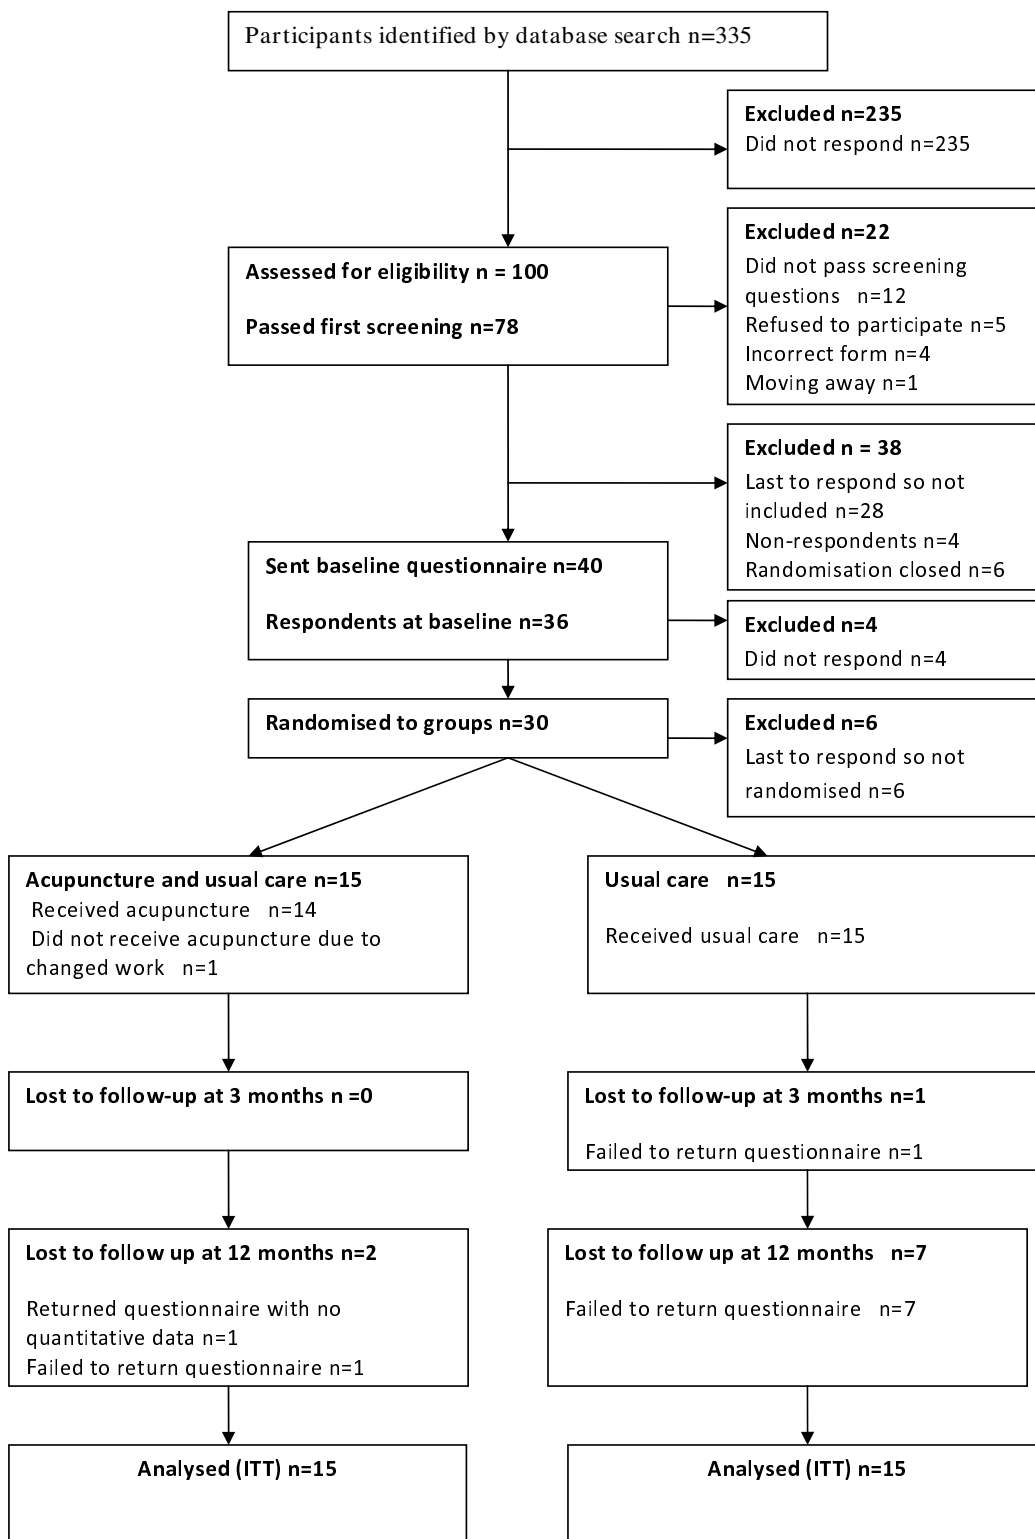 Participants identified by database search n=335
Excluded n=235
Did not respond n=235
Excluded n=22
Did not pass screening
questions n=12
Refused to participate n=5
Incorrect form n=4
Moving away n=1
Assessed for eligibility n = 100
Passed first screening n=78
Excluded n = 38
Last to respond so not
included n=28
Non-respondents n=4
Randomisation closed n=6
Sent baseline questionnaire n=40
Respondents at baseline n=36
Excluded n=4
Did not respond n=4
Randomised to groups n=30
Excluded n=6
Last to respond so not
randomised n=6
Acupuncture and usual care n=15
Received acupuncture n=14
Did not receive acupuncture due to
changed work n=1
Usual care n=15
Received usual care n=15
Lost to follow-up at 3 months n =0
Lost to follow-up at 3 months n=1
Failed to return questionnaire n=1
Lost to follow up at 12 months n=2
Returned questionnaire with no
quantitative data n=1
Failed to return questionnaire n=1
Lost to follow up at 12 months n=7
Failed to return questionnaire n=7
Analysed (ITT) n=15
Analysed (ITT) n=15